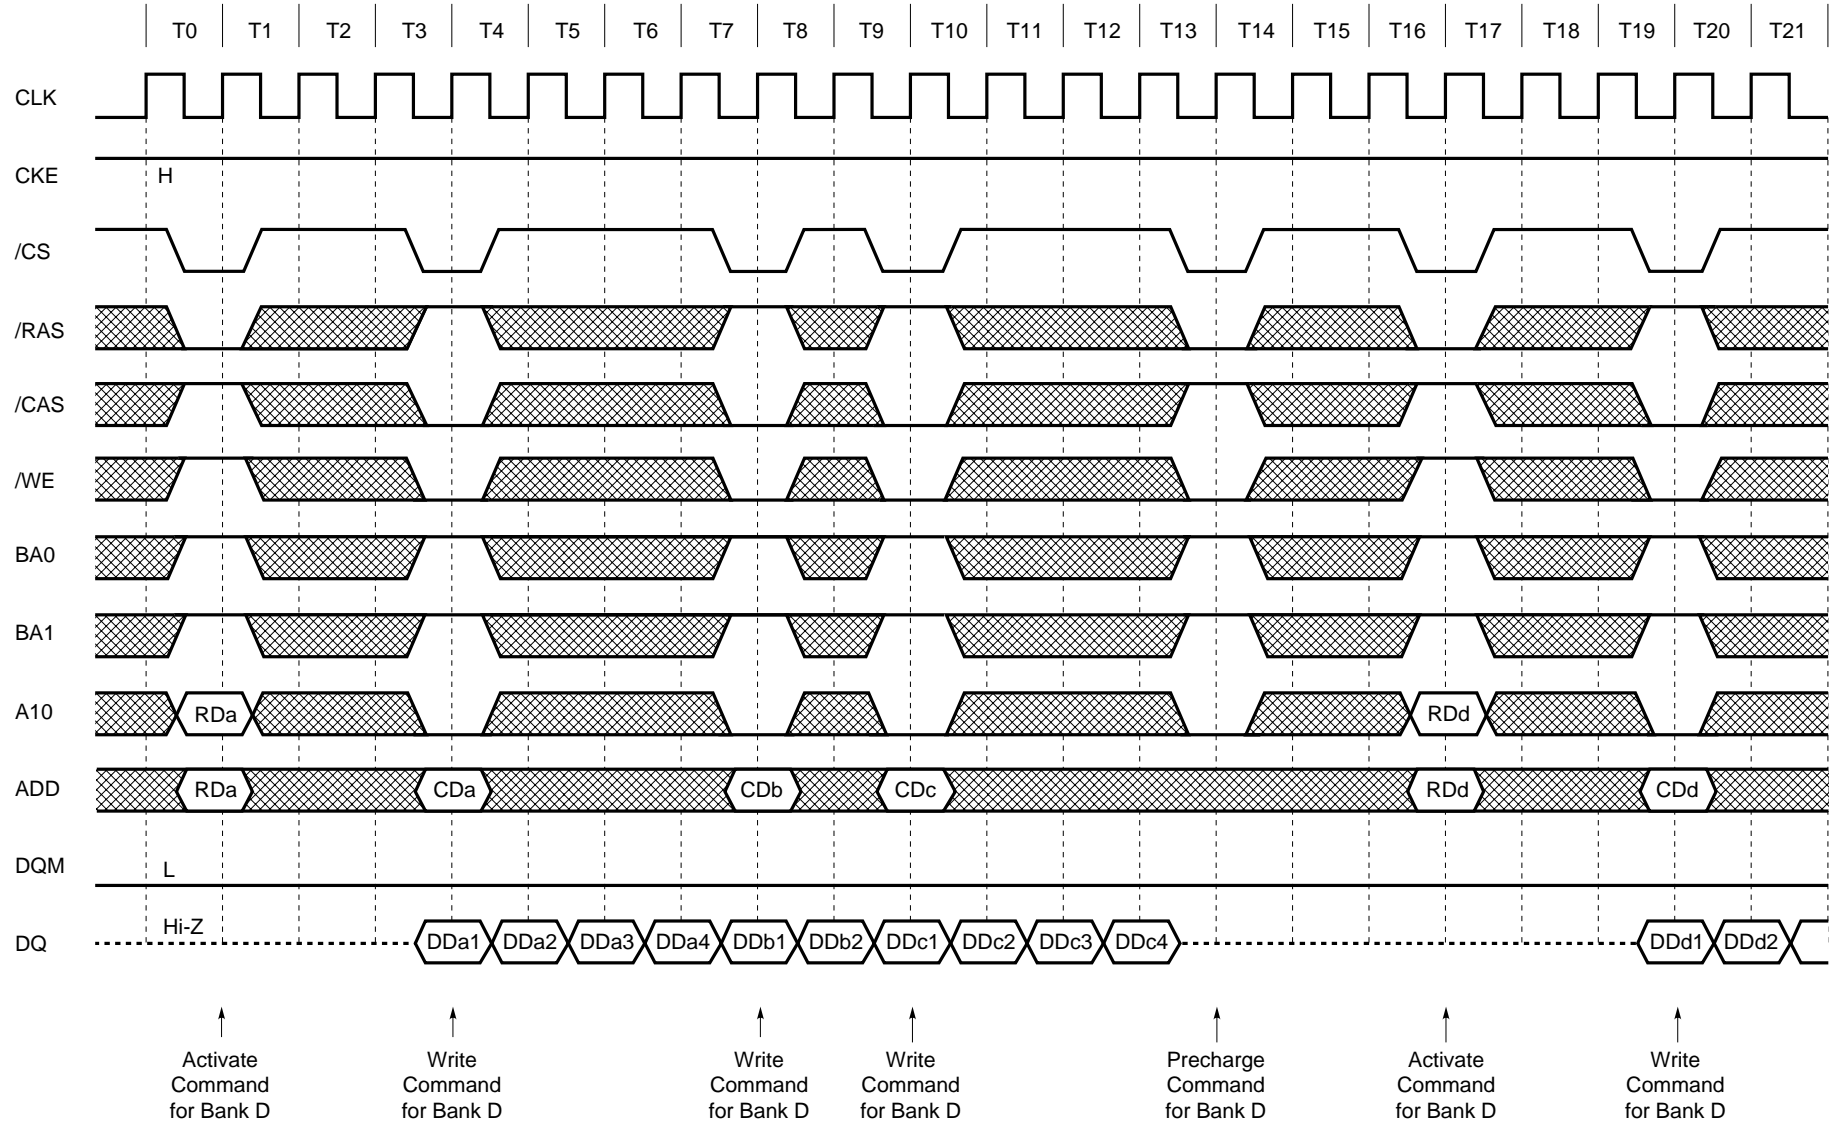 T0 T1 T2 T3 T4 T5 T6 T7 T8 T9 T10 T11 T12 T13 T14 T15 T16 T17 T18 T19 T20 T21
CLK
CKE H
/CS
/RAS
/CAS
/WE
BA0
BA1
A10 RDa RDd
ADD RDa CDa CDb CDc RDd CDd
DQM L
Hi-Z
DQ DDa1 DDa2 DDa3 DDa4 DDb1 DDb2 DDc1 DDc2 DDc3 DDc4 DDd1 DDd2
Activate Write Write Write Precharge Activate Write
Command Command Command Command Command Command Command
for Bank D for Bank D for Bank D for Bank D for Bank D for Bank D for Bank D